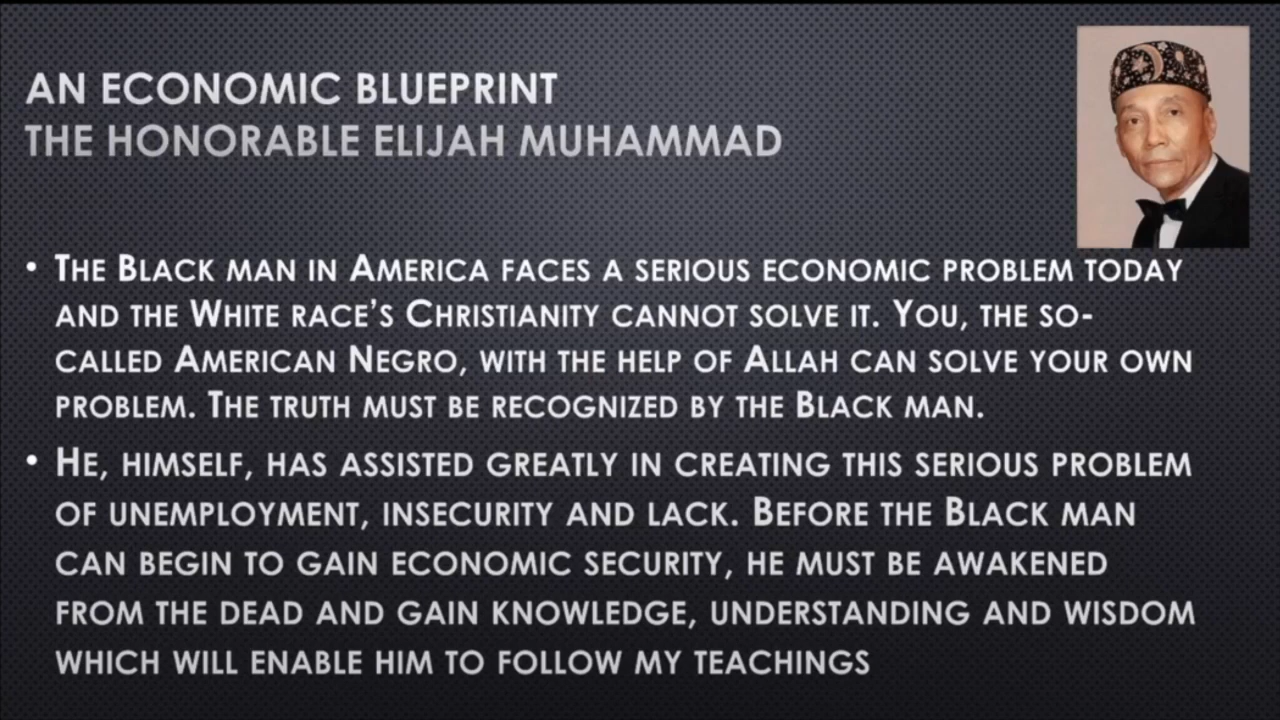 AN ECONOMIC BLUEPRINT
THE HONORABLE ELIJAH MUHAMMAD
• THE BLACK MAN IN AMERICA FACES A SERIOUS ECONOMIC PROBLEM TODAY
AND THE WHITE RACE’S CHRISTIANITY CANNOT SOLVE IT. YOU, THE SO-
CALLED AMERICAN NEGRO, WITH THE HELP OF ALLAH CAN SOLVE YOUR OWN
PROBLEM. THE TRUTH MUST BE RECOGNIZED BY THE BLACK MAN.
• HE, HIMSELF, HAS ASSISTED GREATLY IN CREATING THIS SERIOUS PROBLEM
OF UNEMPLOYMENT, INSECURITY AND LACK. BEFORE THE BLACK MAN
CAN BEGIN TO GAIN ECONOMIC SECURITY, HE MUST BE AWAKENED
FROM THE DEAD AND GAIN KNOWLEDGE, UNDERSTANDING AND WISDOM
WHICH WILL ENABLE HIM TO FOLLOW MY TEACHINGS